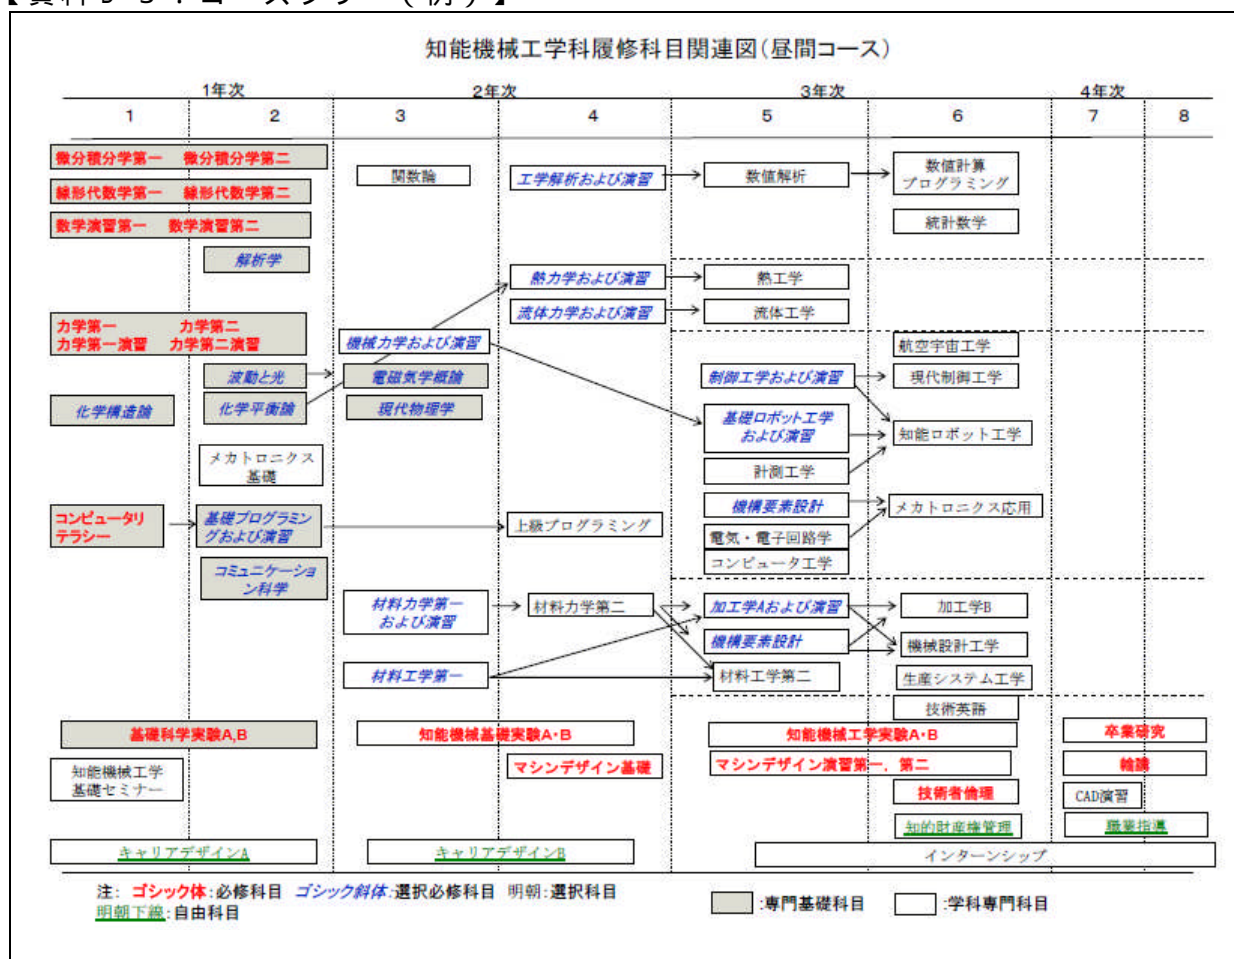 【資料5-3:コースツリー(例)】
知能機械工学科履修科目関連図(昼間コース)
1年次 2年次 3年次 4年次
1 2 3 4 5 6 7 8
微分積分学第一 微分積分学第二
線形代数学第一 線形代数学第二
数学演習第一 数学演習第二
解析学
関数論
工学解析および演習
数値解析
数値計算
プログラミング
統計数学
熱力学および演習
熱工学
流体力学および演習
流体工学
力学第一 力学第二
力学第一演習 力学第二演習
機械力学および演習
航空宇宙工学
波動と光
電磁気学概論
制御工学および演習
現代制御工学
化学構造論
化学平衡論
現代物理学
基礎ロボット工学
および演習
知能ロボット工学
メカトロニクス
基礎
計測工学
機構要素設計
メカトロニクス応用
コンピュータリ
テラシー
基礎プログラミン
グおよび演習
上級プログラミング
電気・電子回路学
コンピュータ工学
コミュニケーショ
ン科学
材料力学第一
および演習
材料力学第二
加工学Aおよび演習
加工学B
機構要素設計
機械設計工学
材料工学第一
材料工学第二
生産システム工学
技術英語
基礎科学実験A,B
知能機械基礎実験A・B
知能機械工学実験A・B
卒業研究
知能機械工学
基礎セミナー
マシンデザイン基礎
マシンデザイン演習第一，第二
輪講
技術者倫理
CAD演習
知的財産権管理
職業指導
キャリアデザインA
キャリアデザインB
インターンシップ
注: ゴシック体:必修科目 ゴシック斜体:選択必修科目 明朝:選択科目
明朝下線:自由科目
:専門基礎科目 :学科専門科目